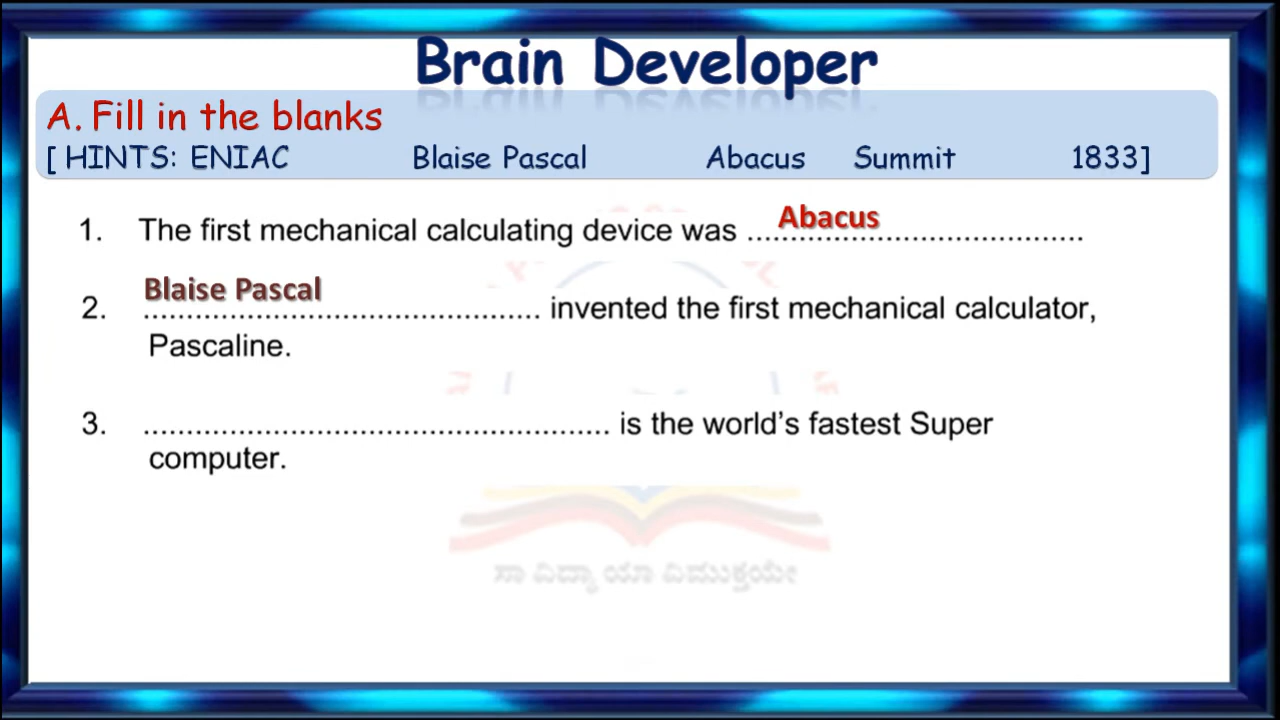 Brain Developer
A. Fill in the blanks
[ HINTS: ENIAC Blaise Pascal Abacus Summit 1833]
1. The first mechanical calculating device was Abacus .......................................
2. Blaise Pascal .............................................. invented the first mechanical calculator,
Pascaline.
3. ...................................................... is the world's fastest Super
computer.
ಸಾ ವಿದ್ಯಾ ಯಾ ವಿಮುಕ್ತಯೇ